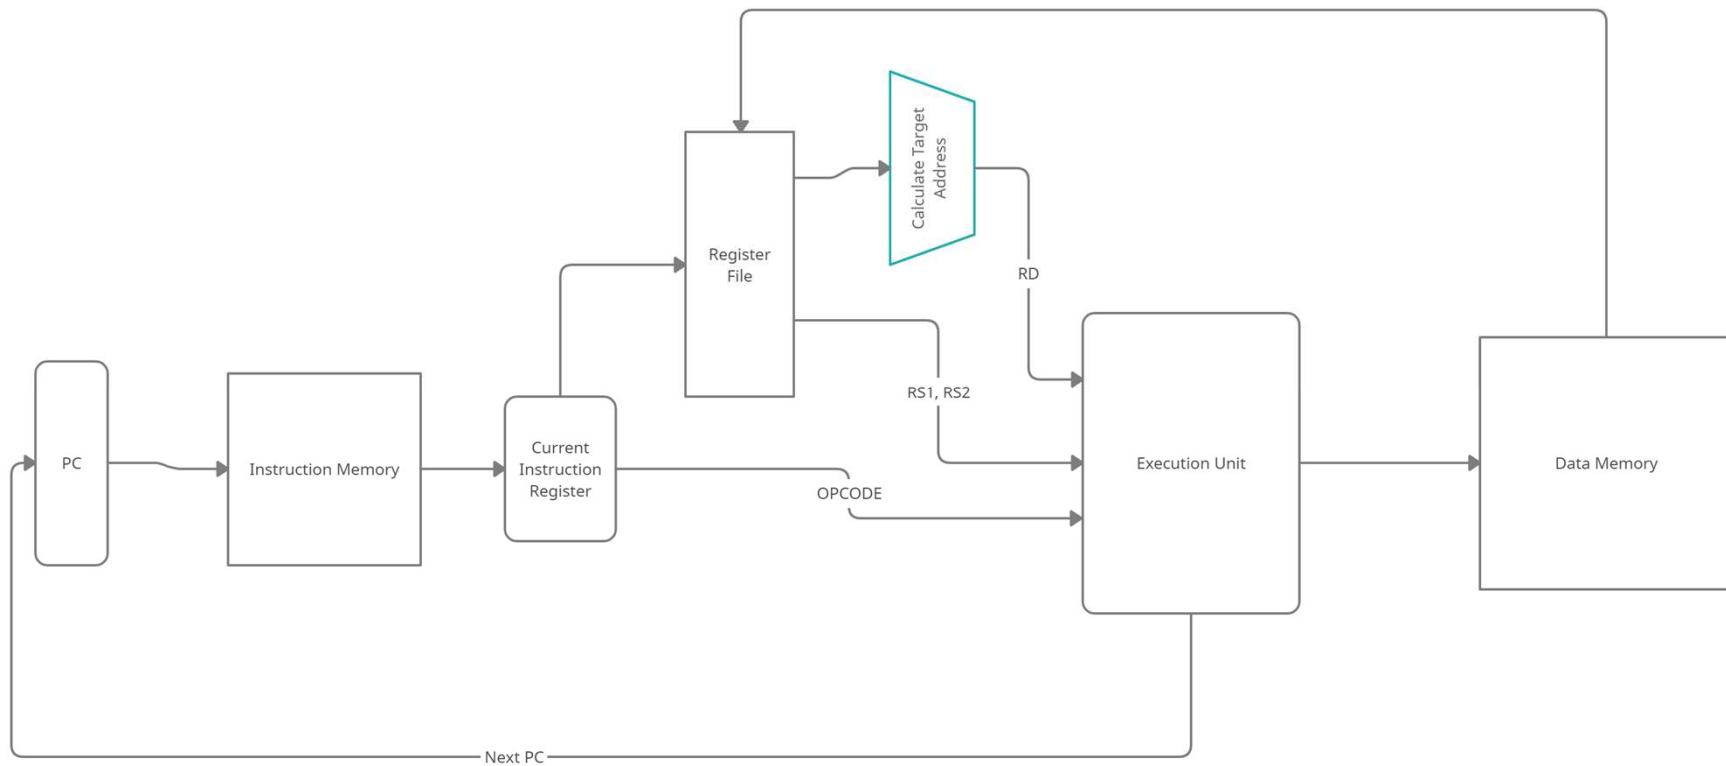 Calculate Target
Address
Register
File
RD
RS1, RS2
PC
Instruction Memory
Current
Instruction
Register
OPCODE
Execution Unit
Data Memory
Next PC